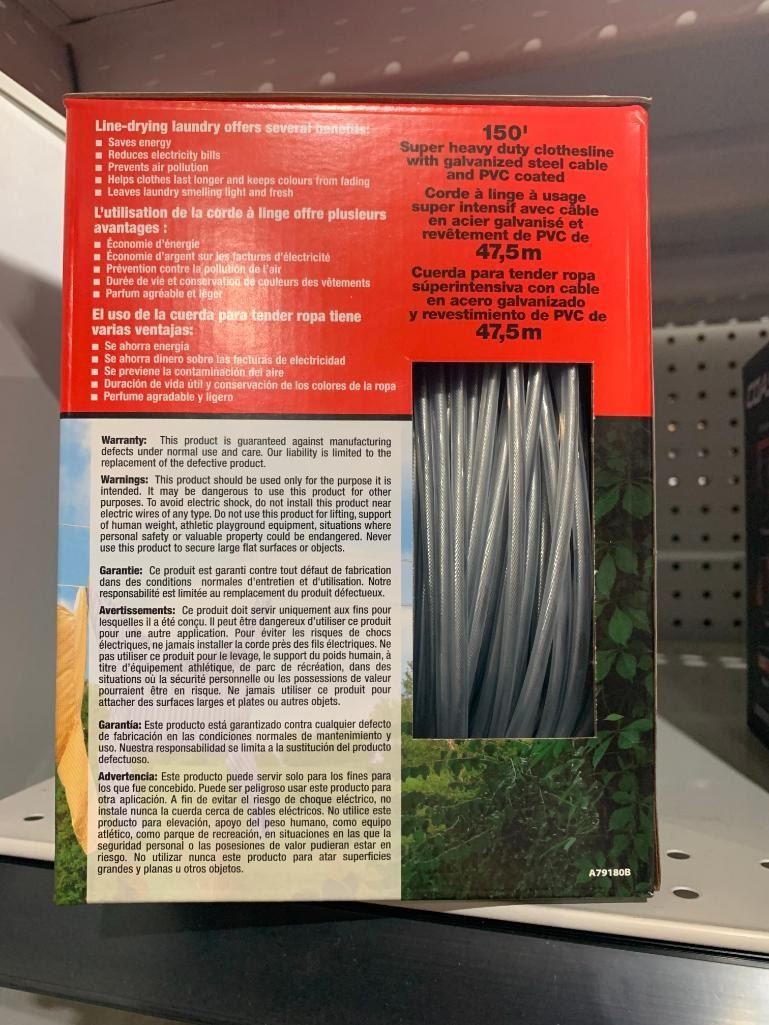 Line-drying laundry offers several benefits:
■ Saves energy
■ Reduces electricity bills
■ Prevents air pollution
■ Helps clothes last longer and keeps colours from fading
■ Leaves laundry smelling light and fresh
L'utilisation de la corde à linge offre plusieurs
avantages :
■ Économie d'énergie
■ Économie d'argent sur les factures d'électricité
■ Prévention contre la pollution de l'air
■ Durée de vie et conservation de couleurs des vêtements
■ Parfum agréable et léger
El uso de la cuerda para tender ropa tiene
varias ventajas:
■ Se ahorra energia
■ Se ahorra dinero sobre las facturas de electricidad
■ Se previene la contaminación del aire
■ Duración de vida útil y conservación de los colores de la ropa
■ Perfume agradable y ligero
150'
Super heavy duty clothesline
with galvanized steel cable
and PVC coated
Corde à linge à usage
super intensif avec câble
en acier galvanisé et
revêtement de PVC de
47,5m
Cuerda para tender ropa
súperintensiva con cable
en acero galvanizado
y revestimiento de PVC de
47,5m
Warranty: This product is guaranteed against manufacturing
defects under normal use and care. Our liability is limited to the
replacement of the defective product.
Warnings: This product should be used only for the purpose it is
intended. It may be dangerous to use this product for other
purposes. To avoid electric shock, do not install this product near
electric wires of any type. Do not use this product for lifting, support
of human weight, athletic playground equipment, situations where
personal safety or valuable property could be endangered. Never
use this product to secure large flat surfaces or objects.
Garantie: Ce produit est garanti contre tout défaut de fabrication
dans des conditions normales d'entretien et d'utilisation. Notre
responsabilité est limitée au remplacement du produit défectueux.
Avertissements: Ce produit doit servir uniquement aux fins pour
lesquelles il a été conçu. Il peut être dangereux d'utiliser ce produit
pour une autre application. Pour éviter les risques de chocs
électriques, ne jamais installer la corde près des fils électriques. Ne
pas utiliser ce produit pour le levage, le support du poids humain, à
titre d'équipement athlétique, de parc de récréation, dans des
situations où la sécurité personnelle ou les possessions de valeur
pourraient être en risque. Ne jamais utiliser ce produit pour
attacher des surfaces larges et plates ou autres objets.
Garantía: Este producto está garantizado contra cualquier defecto
de fabricación en las condiciones normales de mantenimiento y
uso. Nuestra responsabilidad se limita a la sustitución del producto
defectuoso.
Advertencia: Este producto puede servir solo para los fines para
los que fue concebido. Puede ser peligroso usar este producto para
otra aplicación. A fin de evitar el riesgo de choque eléctrico, no
instale nunca la cuerda cerca de cables eléctricos. No utilice este
producto para elevación, apoyo del peso humano, como equipo
atlético, como parque de recreación, en situaciones en las que la
seguridad personal o las posesiones de valor pudieran estar en
riesgo. No utilizar nunca este producto para atar superficies
grandes y planas u otros objetos.
A79180B